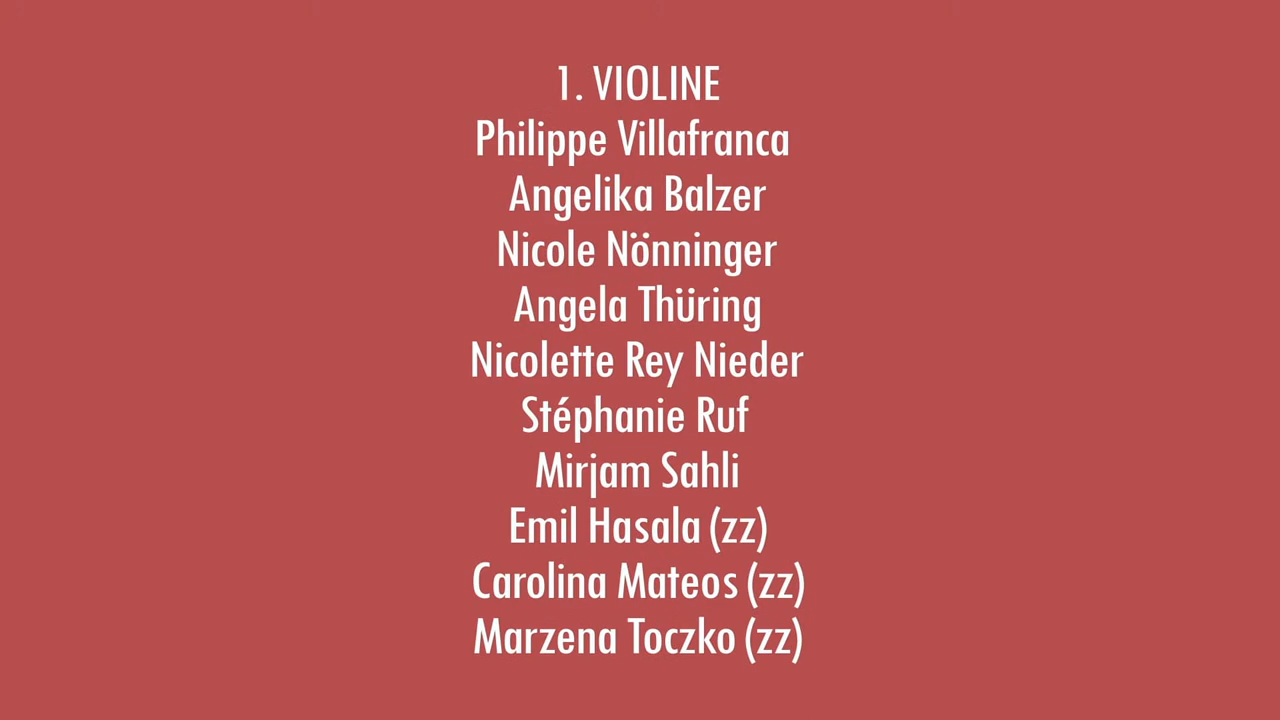 1. VIOLINE
Philippe Villafranca
Angelika Balzer
Nicole Nönninger
Angela Thüring
Nicolette Rey Nieder
Stéphanie Ruf
Mirjam Sahli
Emil Hasala (zz)
Carolina Mateos (zz)
Marzena Toczko (zz)